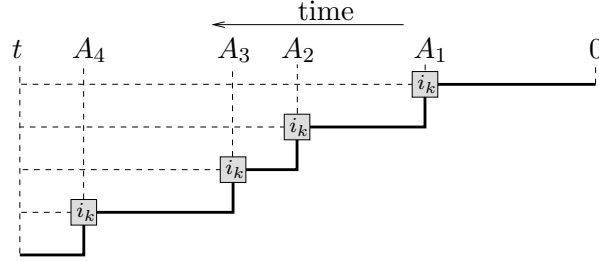 time
t A₄ A₃ A₂ A₁ 0
iₖ
iₖ
iₖ
iₖ